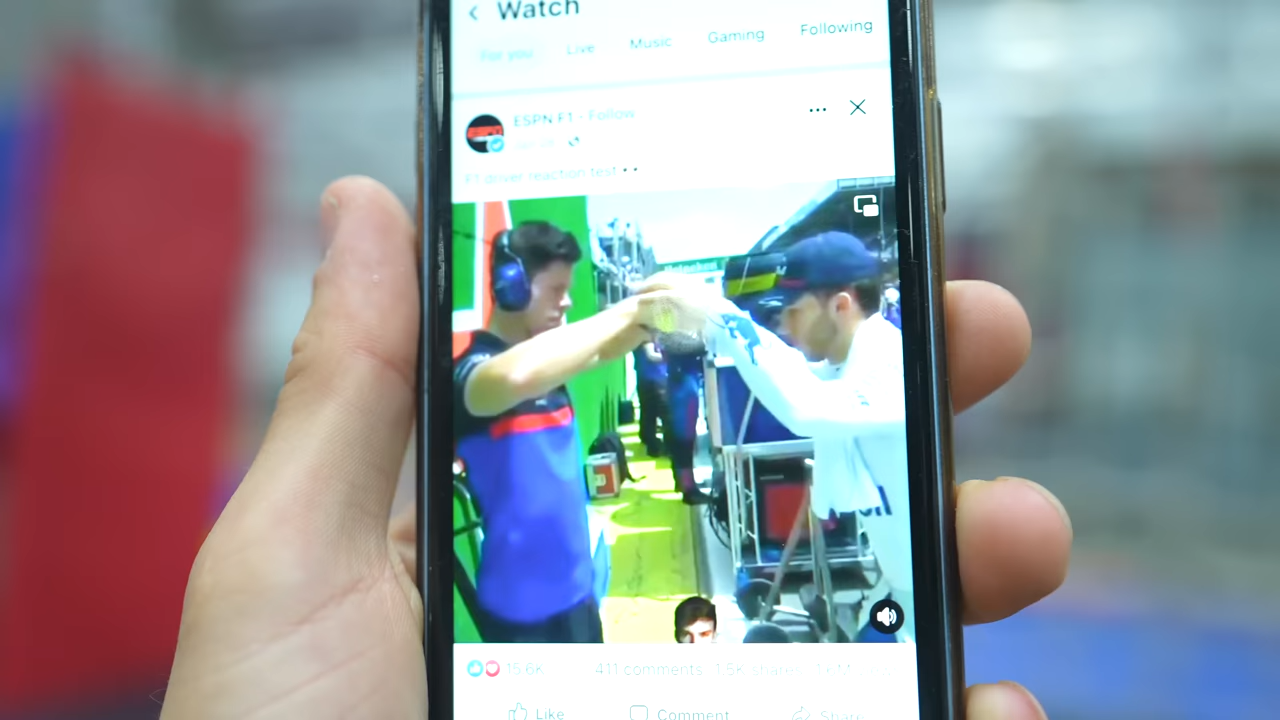 Watch
For you Live Music Gaming Following
ESPN F1 · Follow
F1 driver reaction test
15.6K 411 comments 1.5K shares
Like Comment Share